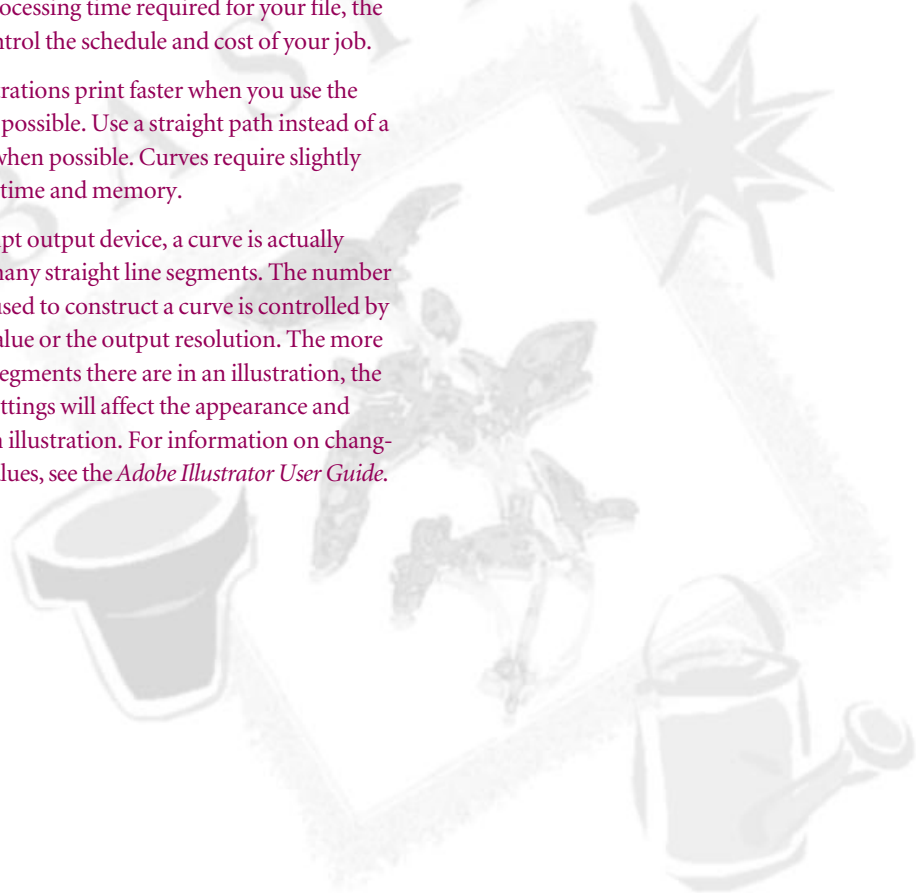 ocessing time required for your file, the
ntrol the schedule and cost of your job.
rations print faster when you use the
possible. Use a straight path instead of a
when possible. Curves require slightly
time and memory.
pt output device, a curve is actually
nany straight line segments. The number
used to construct a curve is controlled by
alue or the output resolution. The more
segments there are in an illustration, the
ttings will affect the appearance and
n illustration. For information on chang-
lues, see the Adobe Illustrator User Guide.
B A S I